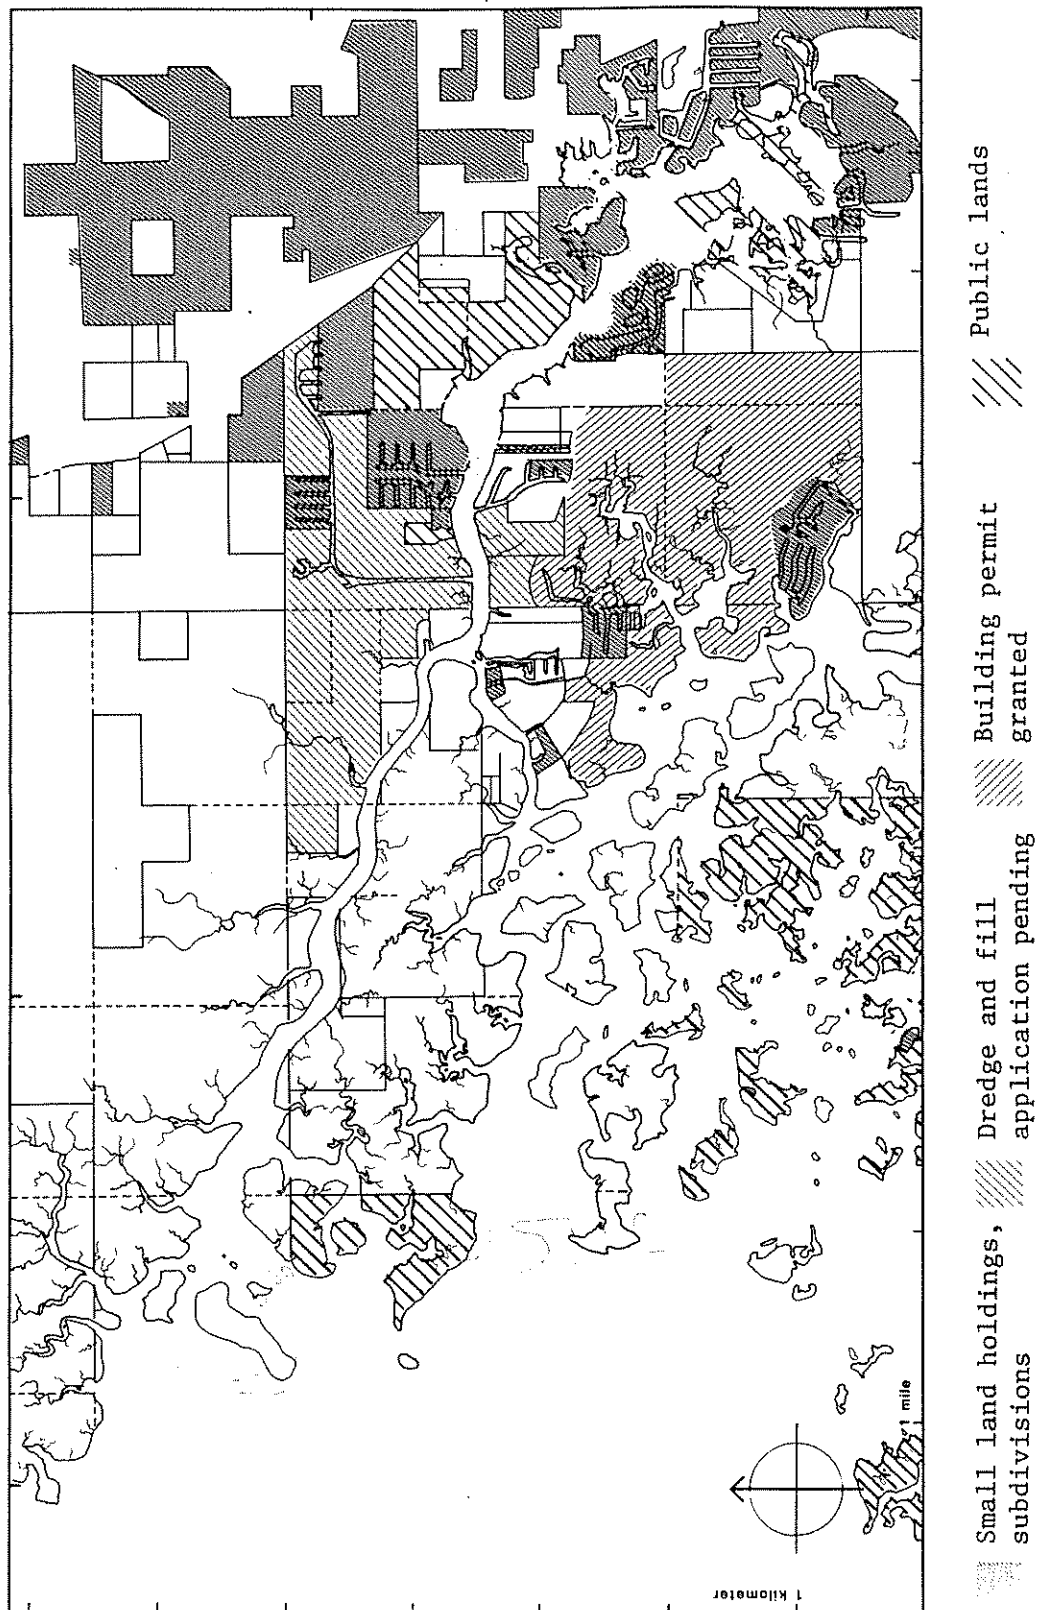 S
1 mile
1 kilometer
Small land holdings,
subdivisions
Dredge and fill
application pending
Building permit
granted
Public lands